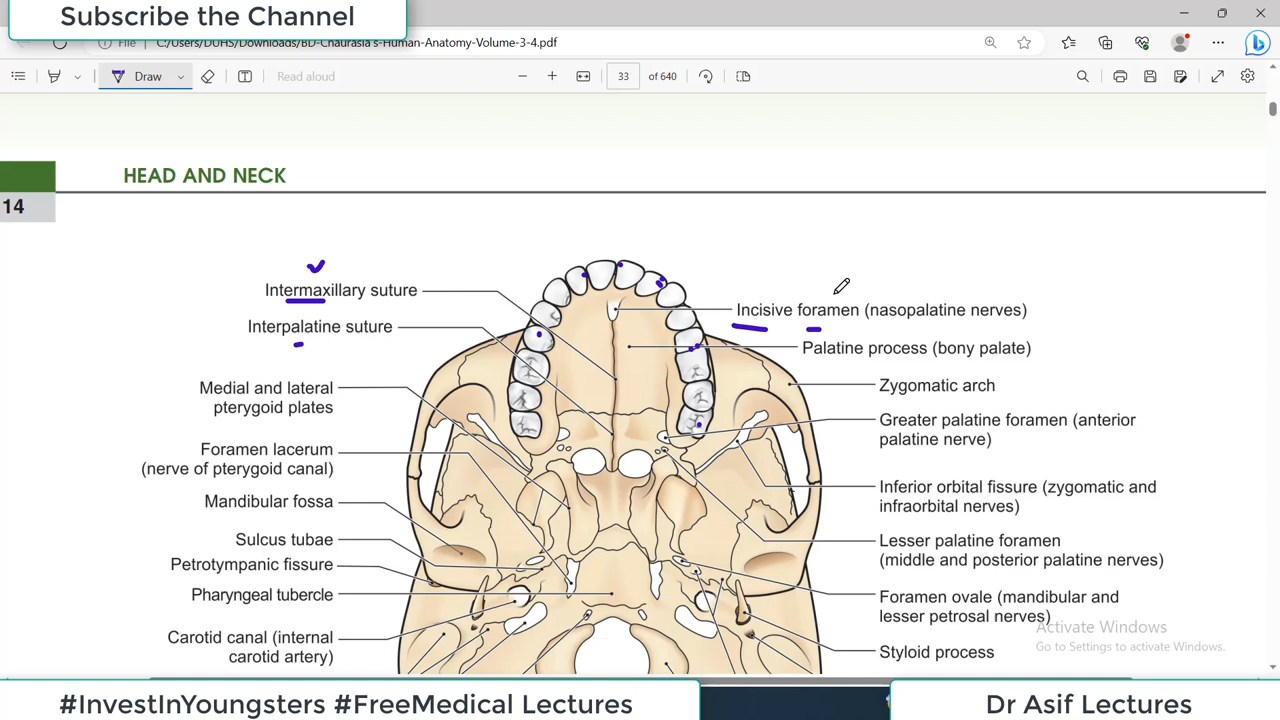 Subscribe the Channel
File
C:/Users/DUHS/Downloads/BD-Chaurasia's-Human-Anatomy-Volume-3-4.pdf
Draw
Read aloud
33 of 640
HEAD AND NECK
14
Intermaxillary suture
Interpalatine suture
Medial and lateral
pterygoid plates
Foramen lacerum
(nerve of pterygoid canal)
Mandibular fossa
Sulcus tubae
Petrotympanic fissure
Pharyngeal tubercle
Carotid canal (internal
carotid artery)
Incisive foramen (nasopalatine nerves)
Palatine process (bony palate)
Zygomatic arch
Greater palatine foramen (anterior
palatine nerve)
Inferior orbital fissure (zygomatic and
infraorbital nerves)
Lesser palatine foramen
(middle and posterior palatine nerves)
Foramen ovale (mandibular and
lesser petrosal nerves)
Styloid process
Activate Windows
Go to Settings to activate Windows.
#InvestInYoungsters #FreeMedical Lectures
Dr Asif Lectures